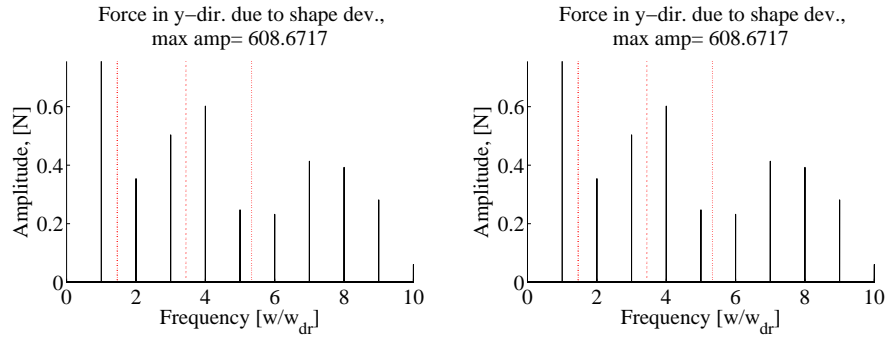 Force in y−dir. due to shape dev.,
max amp= 608.6717
Amplitude, [N]
0.6
0.4
0.2
0
0 2 4 6 8 10
Frequency [w/w_dr]
Force in y−dir. due to shape dev.,
max amp= 608.6717
Amplitude, [N]
0.6
0.4
0.2
0
0 2 4 6 8 10
Frequency [w/w_dr]